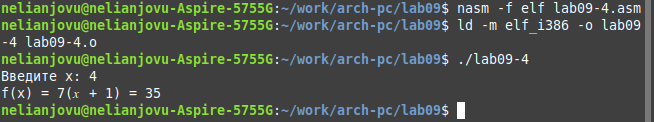 nelianjovu@nelianjovu-Aspire-5755G:~/work/arch-pc/lab09$ nasm -f elf lab09-4.asm
nelianjovu@nelianjovu-Aspire-5755G:~/work/arch-pc/lab09$ ld -m elf_i386 -o lab09
-4 lab09-4.o
nelianjovu@nelianjovu-Aspire-5755G:~/work/arch-pc/lab09$ ./lab09-4
Введите x: 4
f(x) = 7(𝑥 + 1) = 35
nelianjovu@nelianjovu-Aspire-5755G:~/work/arch-pc/lab09$